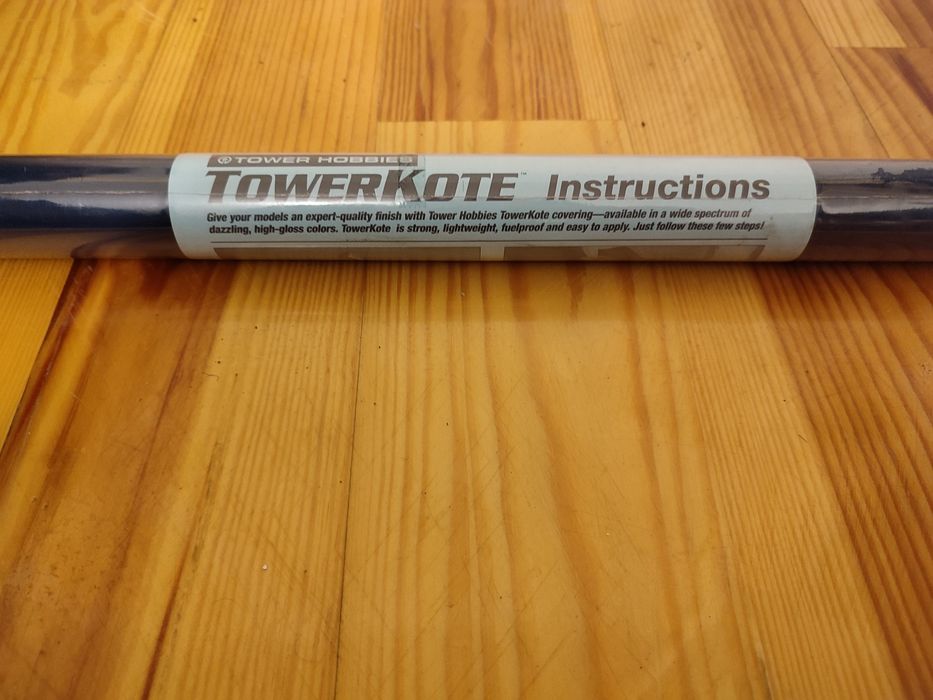 ® TOWER HOBBIES
TOWERKOTE™ Instructions
Give your models an expert-quality finish with Tower Hobbies TowerKote covering—available in a wide spectrum of
dazzling, high-gloss colors. TowerKote is strong, lightweight, fuelproof and easy to apply. Just follow these few steps!